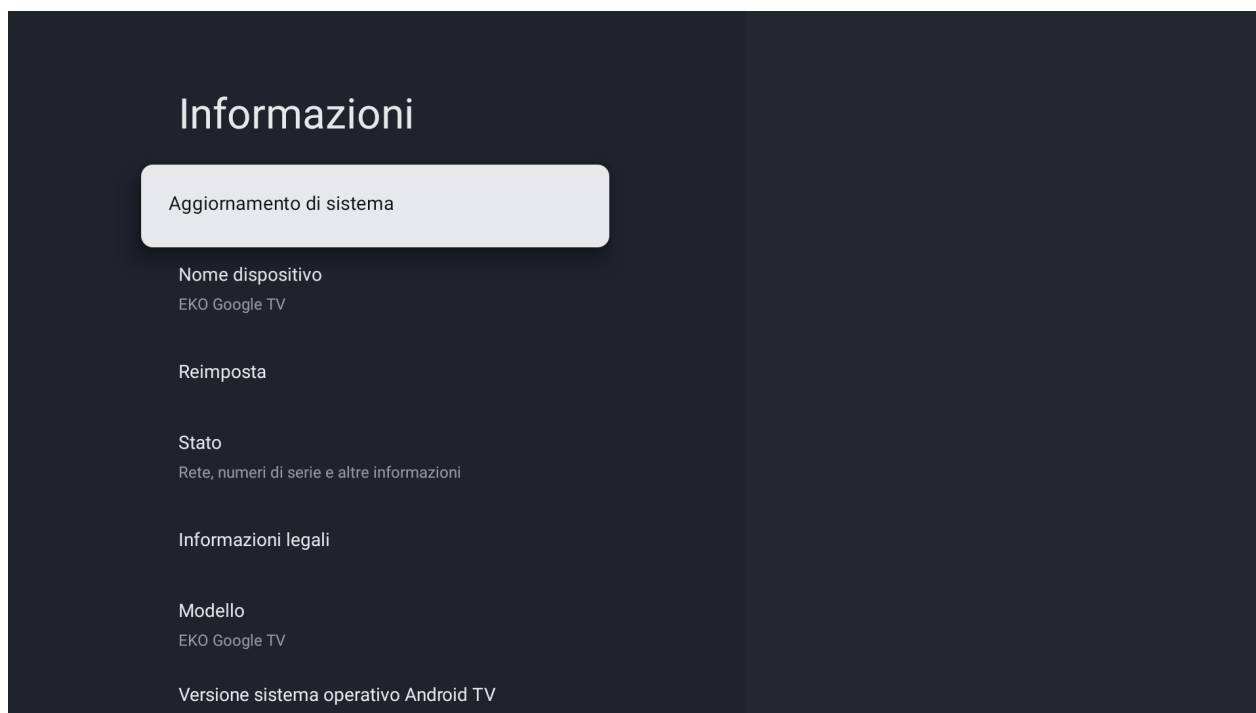 Informazioni
Aggiornamento di sistema
Nome dispositivo
EKO Google TV
Reimposta
Stato
Rete, numeri di serie e altre informazioni
Informazioni legali
Modello
EKO Google TV
Versione sistema operativo Android TV